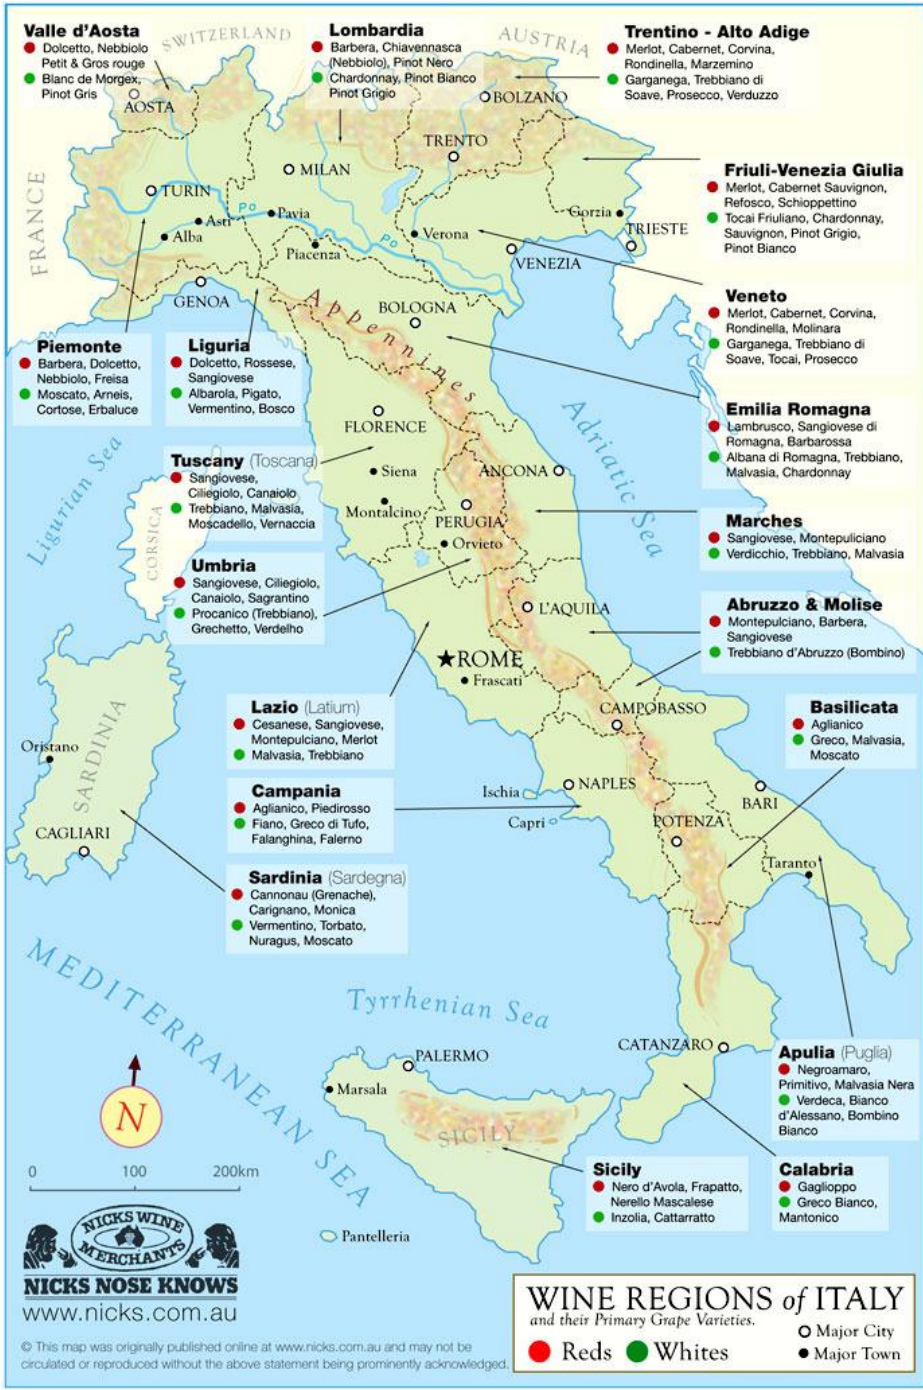 Valle d'Aosta
Dolcetto, Nebbiolo
Petit & Gros rouge
Blanc de Morgex,
Pinot Gris
AOSTA
SWITZERLAND
Lombardia
Barbera, Chiavennasca
(Nebbiolo), Pinot Nero
Chardonnay, Pinot Bianco
Pinot Grigio
AUSTRIA
Trentino - Alto Adige
Merlot, Cabernet, Corvina,
Rondinella, Marzemino
Garganega, Trebbiano di
Soave, Prosecco, Verduzzo
BOLZANO
TRENTO
MILAN
FRANCE
TURIN
Po
Pavia
Asti
Alba
Piacenza
Po
Verona
Gorzia
TRIESTE
VENEZIA
Friuli-Venezia Giulia
Merlot, Cabernet Sauvignon,
Refosco, Schioppettino
Tocai Friuliano, Chardonnay,
Sauvignon, Pinot Grigio,
Pinot Bianco
GENOA
Appennines
BOLOGNA
Veneto
Merlot, Cabernet, Corvina,
Rondinella, Molinara
Garganega, Trebbiano di
Soave, Tocai, Prosecco
Piemonte
Barbera, Dolcetto,
Nebbiolo, Freisa
Moscato, Arneis,
Cortose, Erbaluce
Liguria
Dolcetto, Rossese,
Sangiovese
Albarola, Pigato,
Vermentino, Bosco
FLORENCE
Adriatic Sea
Emilia Romagna
Lambrusco, Sangiovese di
Romagna, Barbarossa
Albana di Romagna, Trebbiano,
Malvasia, Chardonnay
Ligurian Sea
Tuscany (Toscana)
Sangiovese,
Ciliegiolo, Canaiolo
Trebbiano, Malvasia,
Moscadello, Vernaccia
Siena
Montalcino
ANCONA
PERUGIA
Orvieto
CORSICA
Marches
Sangiovese, Montepuliciano
Verdicchio, Trebbiano, Malvasia
Umbria
Sangiovese, Ciliegiolo,
Canaiolo, Sagrantino
Procanico (Trebbiano),
Grechetto, Verdelho
L'AQUILA
Abruzzo & Molise
Montepulciano, Barbera,
Sangiovese
Trebbiano d'Abruzzo (Bombino)
ROME
Frascati
Lazio (Latium)
Cesanese, Sangiovese,
Montepulciano, Merlot
Malvasia, Trebbiano
CAMPOBASSO
Basilicata
Aglianico
Greco, Malvasia,
Moscato
SARDINIA
Oristano
CAGLIARI
Campania
Aglianico, Piedirosso
Fiano, Greco di Tufo,
Falanghina, Falerno
Ischia
NAPLES
Capri
BARI
POTENZA
Taranto
Sardinia (Sardegna)
Cannonau (Grenache),
Carignano, Monica
Vermentino, Torbato,
Nuragus, Moscato
MEDITERRANEAN SEA
Tyrrhenian Sea
CATANZARO
Apulia (Puglia)
Negroamaro,
Primitivo, Malvasia Nera
Verdeca, Bianco
d'Alessano, Bombino
Bianco
PALERMO
Marsala
SICILY
N
0 100 200km
Sicily
Nero d'Avola, Frapatto,
Nerello Mascalese
Inzolia, Cattarratto
Calabria
Gaglioppo
Greco Bianco,
Mantonico
Pantelleria
NICKS WINE
MERCHANTS
NICKS NOSE KNOWS
www.nicks.com.au
WINE REGIONS of ITALY
and their Primary Grape Varieties.
Reds Whites
Major City
Major Town
© This map was originally published online at www.nicks.com.au and may not be
circulated or reproduced without the above statement being prominently acknowledged.